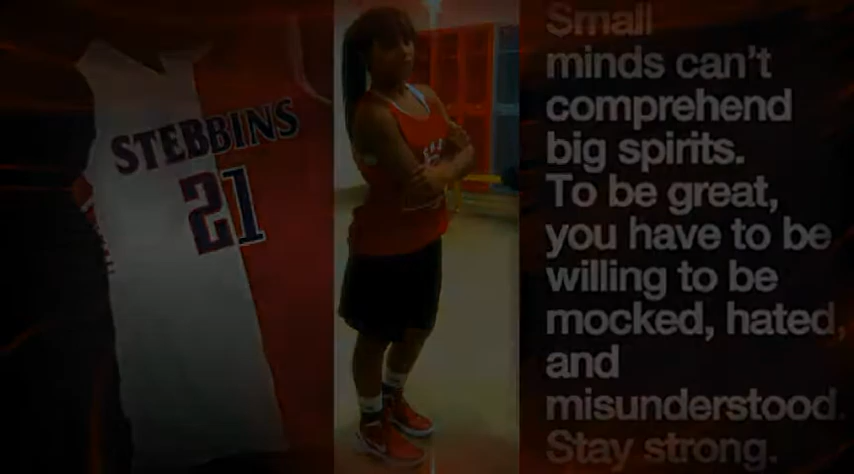 STEBBINS
21
Small
minds can't
comprehend
big spirits.
To be great,
you have to be
willing to be
mocked, hated,
and
misunderstood.
Stay strong.